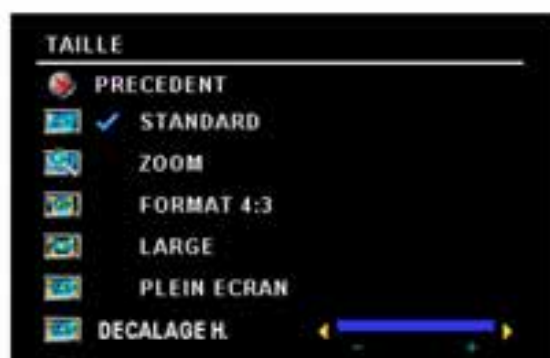 TAILLE
PRECEDENT
STANDARD
ZOOM
FORMAT 4:3
LARGE
PLEIN ECRAN
DECALAGE H.
- +